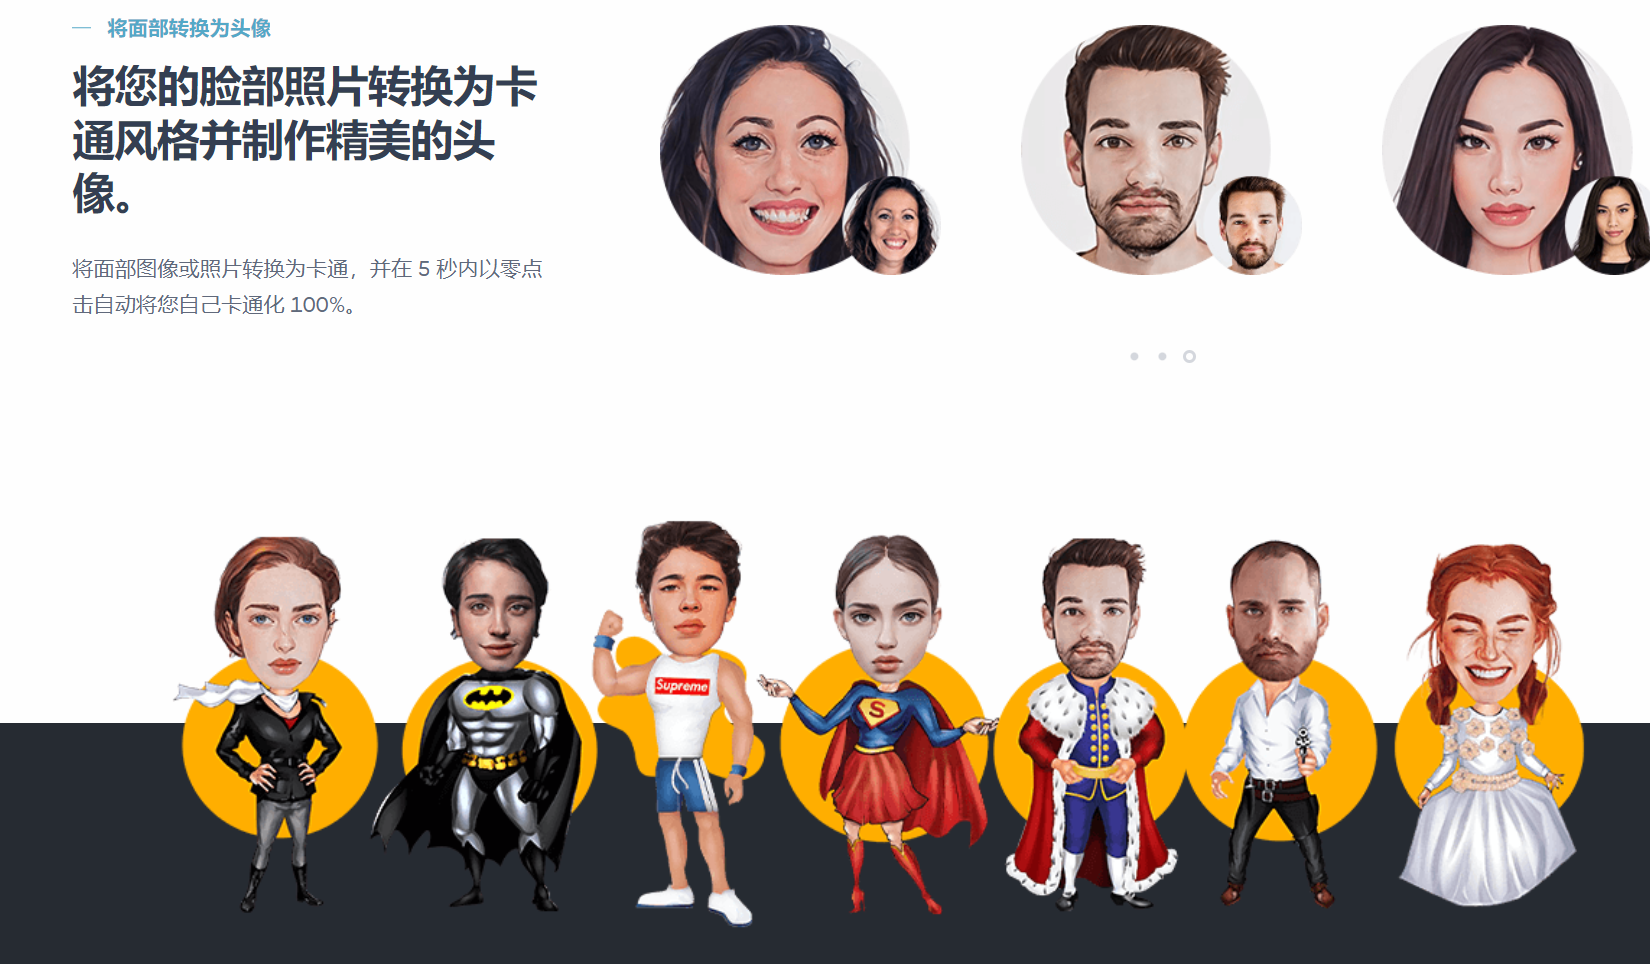 将面部转换为头像
将您的脸部照片转换为卡
通风格并制作精美的头
像。
将面部图像或照片转换为卡通，并在 5 秒内以零点
击自动将您自己卡通化 100%。
Supreme
S